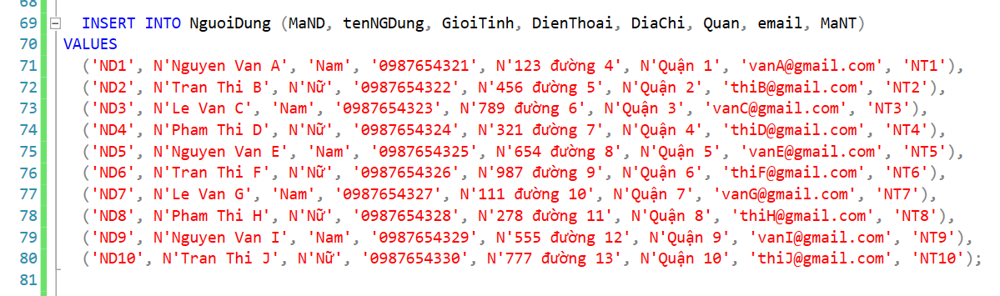 68
69 INSERT INTO NguoiDung (MaND, tenNGDung, GioiTinh, DienThoai, DiaChi, Quan, email, MaNT)
70 VALUES
71 ('ND1', N'Nguyen Van A', 'Nam', '0987654321', N'123 đường 4', N'Quận 1', 'vanA@gmail.com', 'NT1'),
72 ('ND2', N'Tran Thi B', N'Nữ', '0987654322', N'456 đường 5', N'Quận 2', 'thiB@gmail.com', 'NT2'),
73 ('ND3', N'Le Van C', 'Nam', '0987654323', N'789 đường 6', N'Quận 3', 'vanC@gmail.com', 'NT3'),
74 ('ND4', N'Pham Thi D', N'Nữ', '0987654324', N'321 đường 7', N'Quận 4', 'thiD@gmail.com', 'NT4'),
75 ('ND5', N'Nguyen Van E', 'Nam', '0987654325', N'654 đường 8', N'Quận 5', 'vanE@gmail.com', 'NT5'),
76 ('ND6', N'Tran Thi F', N'Nữ', '0987654326', N'987 đường 9', N'Quận 6', 'thiF@gmail.com', 'NT6'),
77 ('ND7', N'Le Van G', 'Nam', '0987654327', N'111 đường 10', N'Quận 7', 'vanG@gmail.com', 'NT7'),
78 ('ND8', N'Pham Thi H', N'Nữ', '0987654328', N'278 đường 11', N'Quận 8', 'thiH@gmail.com', 'NT8'),
79 ('ND9', N'Nguyen Van I', 'Nam', '0987654329', N'555 đường 12', N'Quận 9', 'vanI@gmail.com', 'NT9'),
80 ('ND10', N'Tran Thi J', N'Nữ', '0987654330', N'777 đường 13', N'Quận 10', 'thiJ@gmail.com', 'NT10');
81